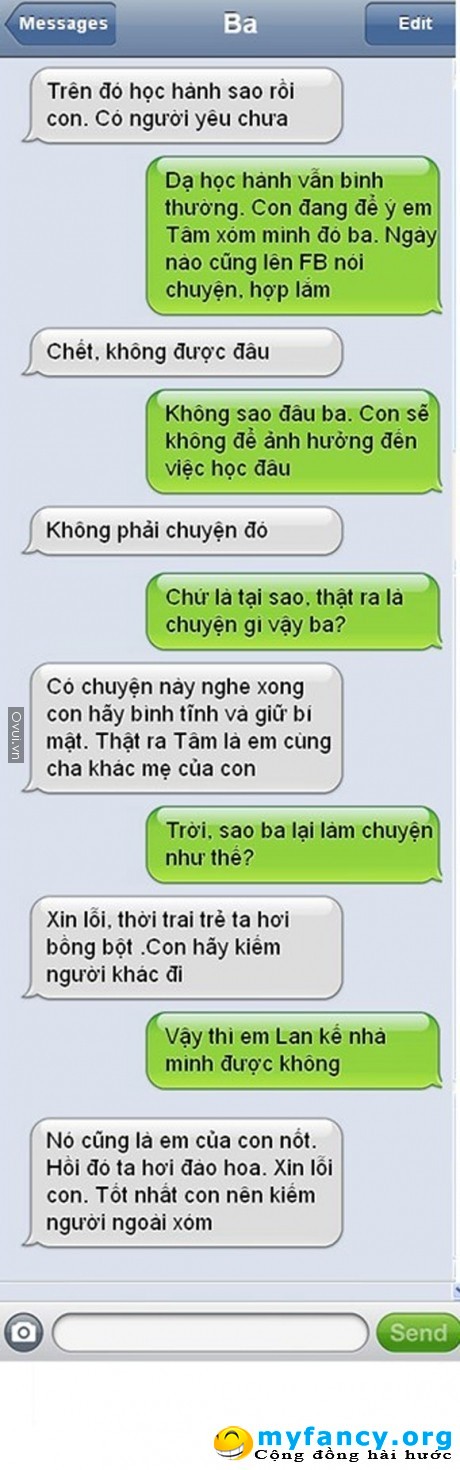 Messages
Ba
Edit
Trên đó học hành sao rồi
con. Có người yêu chưa
Dạ học hành vẫn bình
thường. Con đang để ý em
Tâm xóm mình đó ba. Ngày
nào cũng lên FB nói
chuyện, hợp lắm
Chết, không được đâu
Không sao đâu ba. Con sẽ
không để ảnh hưởng đến
việc học đâu
Không phải chuyện đó
Chứ là tại sao, thật ra là
chuyện gì vậy ba?
Có chuyện này nghe xong
con hãy bình tĩnh và giữ bí
mật. Thật ra Tâm là em cùng
cha khác mẹ của con
Ovui.vn
Trời, sao ba lại làm chuyện
như thế?
Xin lỗi, thời trai trẻ ta hơi
bồng bột .Con hãy kiếm
người khác đi
Vậy thì em Lan kế nhà
mình được không
Nó cũng là em của con nốt.
Hồi đó ta hơi đào hoa. Xin lỗi
con. Tốt nhất con nên kiếm
người ngoài xóm
Send
myfancy.org
Cộng đồng hài hước